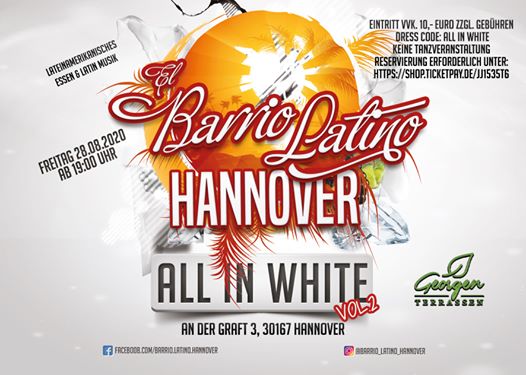 LATEINAMERIKANISCHES
ESSEN & LATIN MUSIK
FREITAG 28.08.2020
AB 19:00 UHR
EINTRITT VVK. 10,- EURO ZZGL. GEBÜHREN
DRESS CODE: ALL IN WHITE
KEINE TANZVERANSTALTUNG
RESERVIERUNG ERFORDERLICH UNTER:
HTTPS://SHOP.TICKETPAY.DE/JJ1535T6
El
Barrio Latino
HANNOVER
ALL IN WHITE
VOL.2
Georgen
TERRASSEN
AN DER GRAFT 3, 30167 HANNOVER
FACEBOOB.COM/BARRIO.LATINO.HANNOVER
@BARRIO_LATINO_HANNOVER